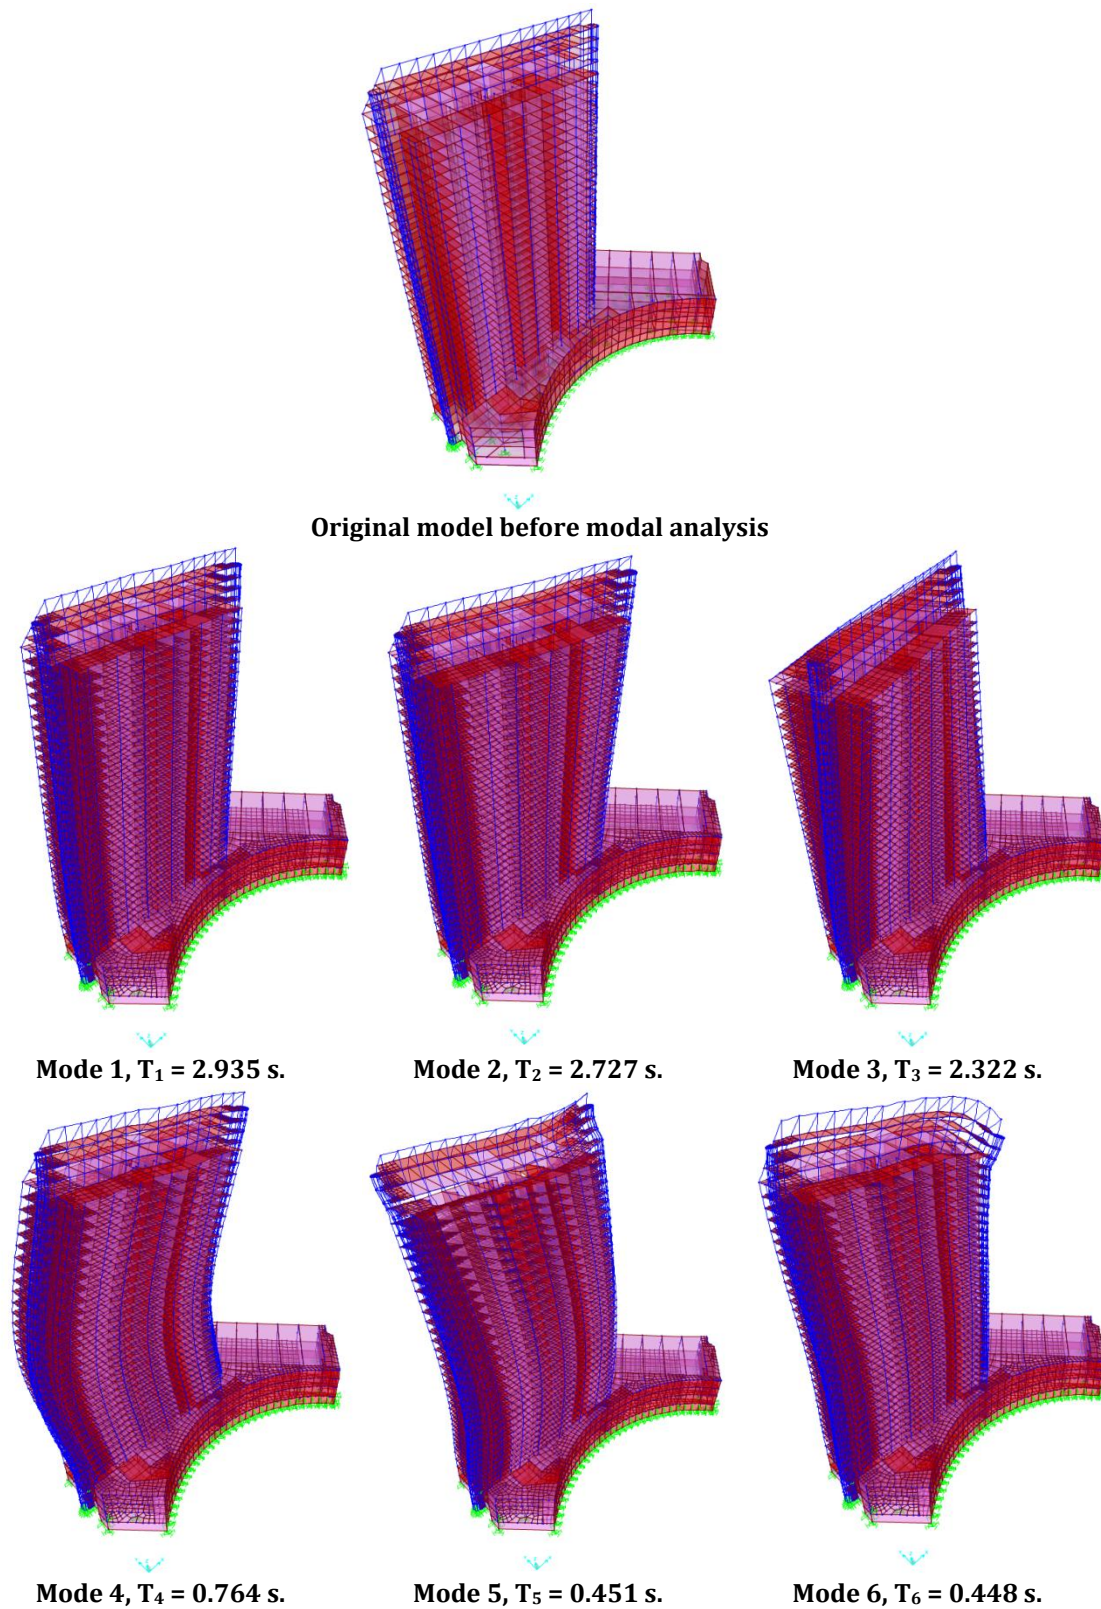 Original model before modal analysis
Mode 1, T₁ = 2.935 s.
Mode 2, T₂ = 2.727 s.
Mode 3, T₃ = 2.322 s.
Mode 4, T₄ = 0.764 s.
Mode 5, T₅ = 0.451 s.
Mode 6, T₆ = 0.448 s.